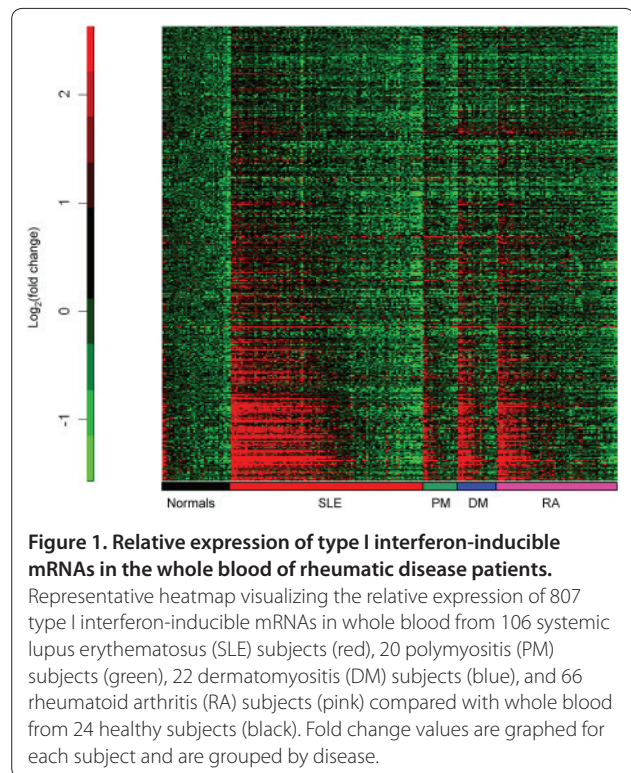 2
1
0
-1
Log2(fold change)
Normals SLE PM DM RA
Figure 1. Relative expression of type I interferon-inducible
mRNAs in the whole blood of rheumatic disease patients.
Representative heatmap visualizing the relative expression of 807
type I interferon-inducible mRNAs in whole blood from 106 systemic
lupus erythematosus (SLE) subjects (red), 20 polymyositis (PM)
subjects (green), 22 dermatomyositis (DM) subjects (blue), and 66
rheumatoid arthritis (RA) subjects (pink) compared with whole blood
from 24 healthy subjects (black). Fold change values are graphed for
each subject and are grouped by disease.